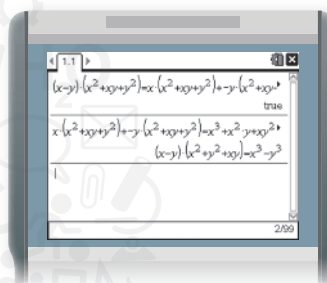 1.1
(x−y)·(x²+xy+y²)=x·(x²+xy+y²)+−y·(x²+xy
true
x·(x²+xy+y²)+−y·(x²+xy+y²)=x³+x²·y+xy²
(x−y)·(x²+y²+xy)=x³−y³
2/99